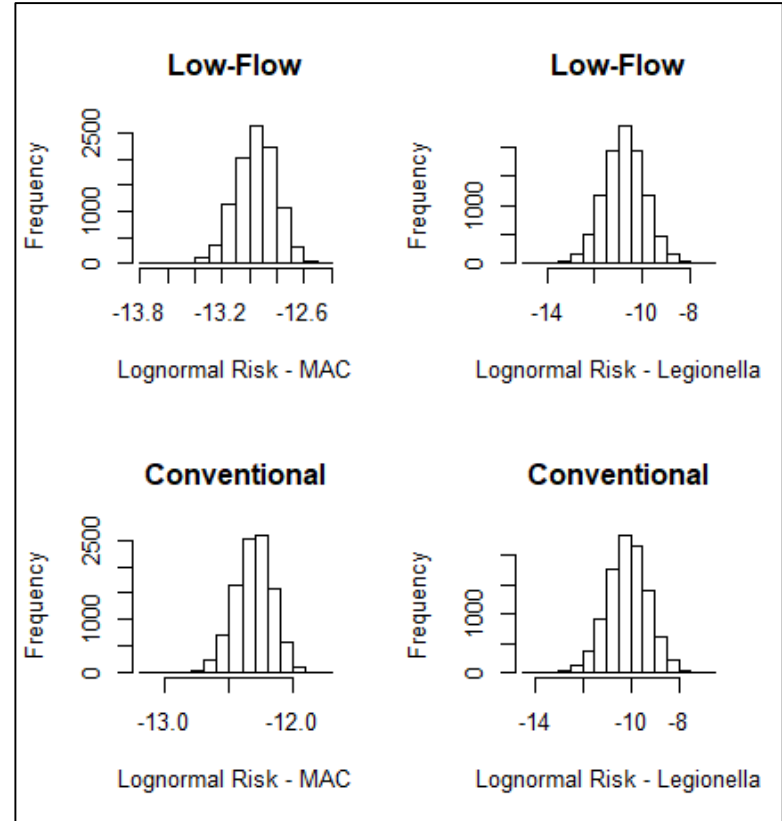 Low-Flow
Frequency
0
1000
2500
-13.8 -13.2 -12.6
Lognormal Risk - MAC
Low-Flow
Frequency
0
1000
-14 -10 -8
Lognormal Risk - Legionella
Conventional
Frequency
0
1000
2500
-13.0 -12.0
Lognormal Risk - MAC
Conventional
Frequency
0
1000
-14 -10 -8
Lognormal Risk - Legionella